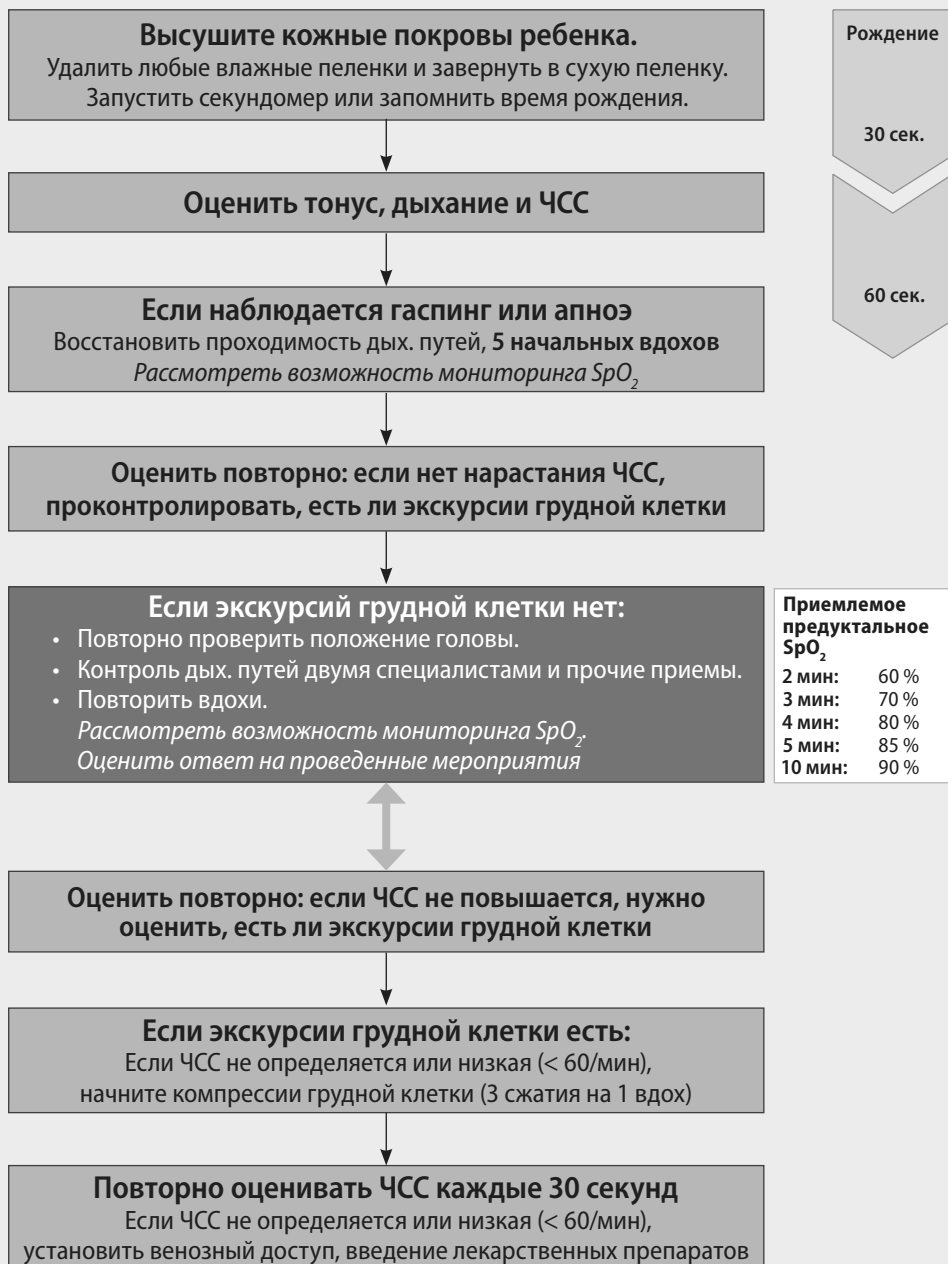 Высушите кожные покровы ребенка.
Удалить любые влажные пеленки и завернуть в сухую пеленку.
Запустить секундомер или запомнить время рождения.
Рождение
30 сек.
Оценить тонус, дыхание и ЧСС
60 сек.
Если наблюдается гаспинг или апноэ
Восстановить проходимость дых. путей, 5 начальных вдохов
Рассмотреть возможность мониторинга SpO₂
Оценить повторно: если нет нарастания ЧСС,
проконтролировать, есть ли экскурсии грудной клетки
Если экскурсий грудной клетки нет:
• Повторно проверить положение головы.
• Контроль дых. путей двумя специалистами и прочие приемы.
• Повторить вдохи.
Рассмотреть возможность мониторинга SpO₂.
Оценить ответ на проведенные мероприятия
Приемлемое
предуктальное
SpO₂
2 мин: 60 %
3 мин: 70 %
4 мин: 80 %
5 мин: 85 %
10 мин: 90 %
Оценить повторно: если ЧСС не повышается, нужно
оценить, есть ли экскурсии грудной клетки
Если экскурсии грудной клетки есть:
Если ЧСС не определяется или низкая (< 60/мин),
начните компрессии грудной клетки (3 сжатия на 1 вдох)
Повторно оценивать ЧСС каждые 30 секунд
Если ЧСС не определяется или низкая (< 60/мин),
установить венозный доступ, введение лекарственных препаратов